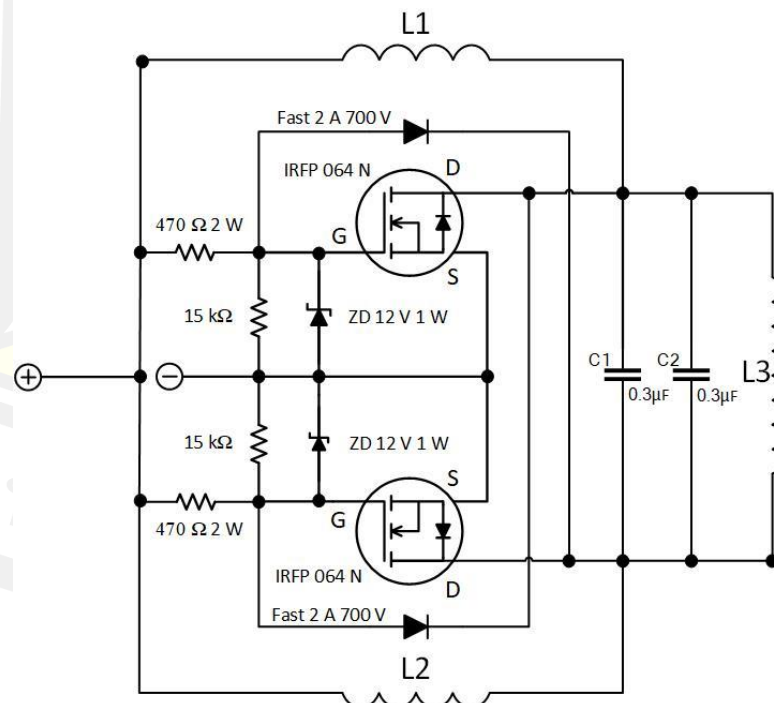 L1
Fast 2 A 700 V
IRFP 064 N
D
470 Ω 2 W
G
S
15 kΩ
ZD 12 V 1 W
C1
C2
L3
0.3µF
0.3µF
+
−
15 kΩ
ZD 12 V 1 W
S
470 Ω 2 W
G
IRFP 064 N
D
Fast 2 A 700 V
L2